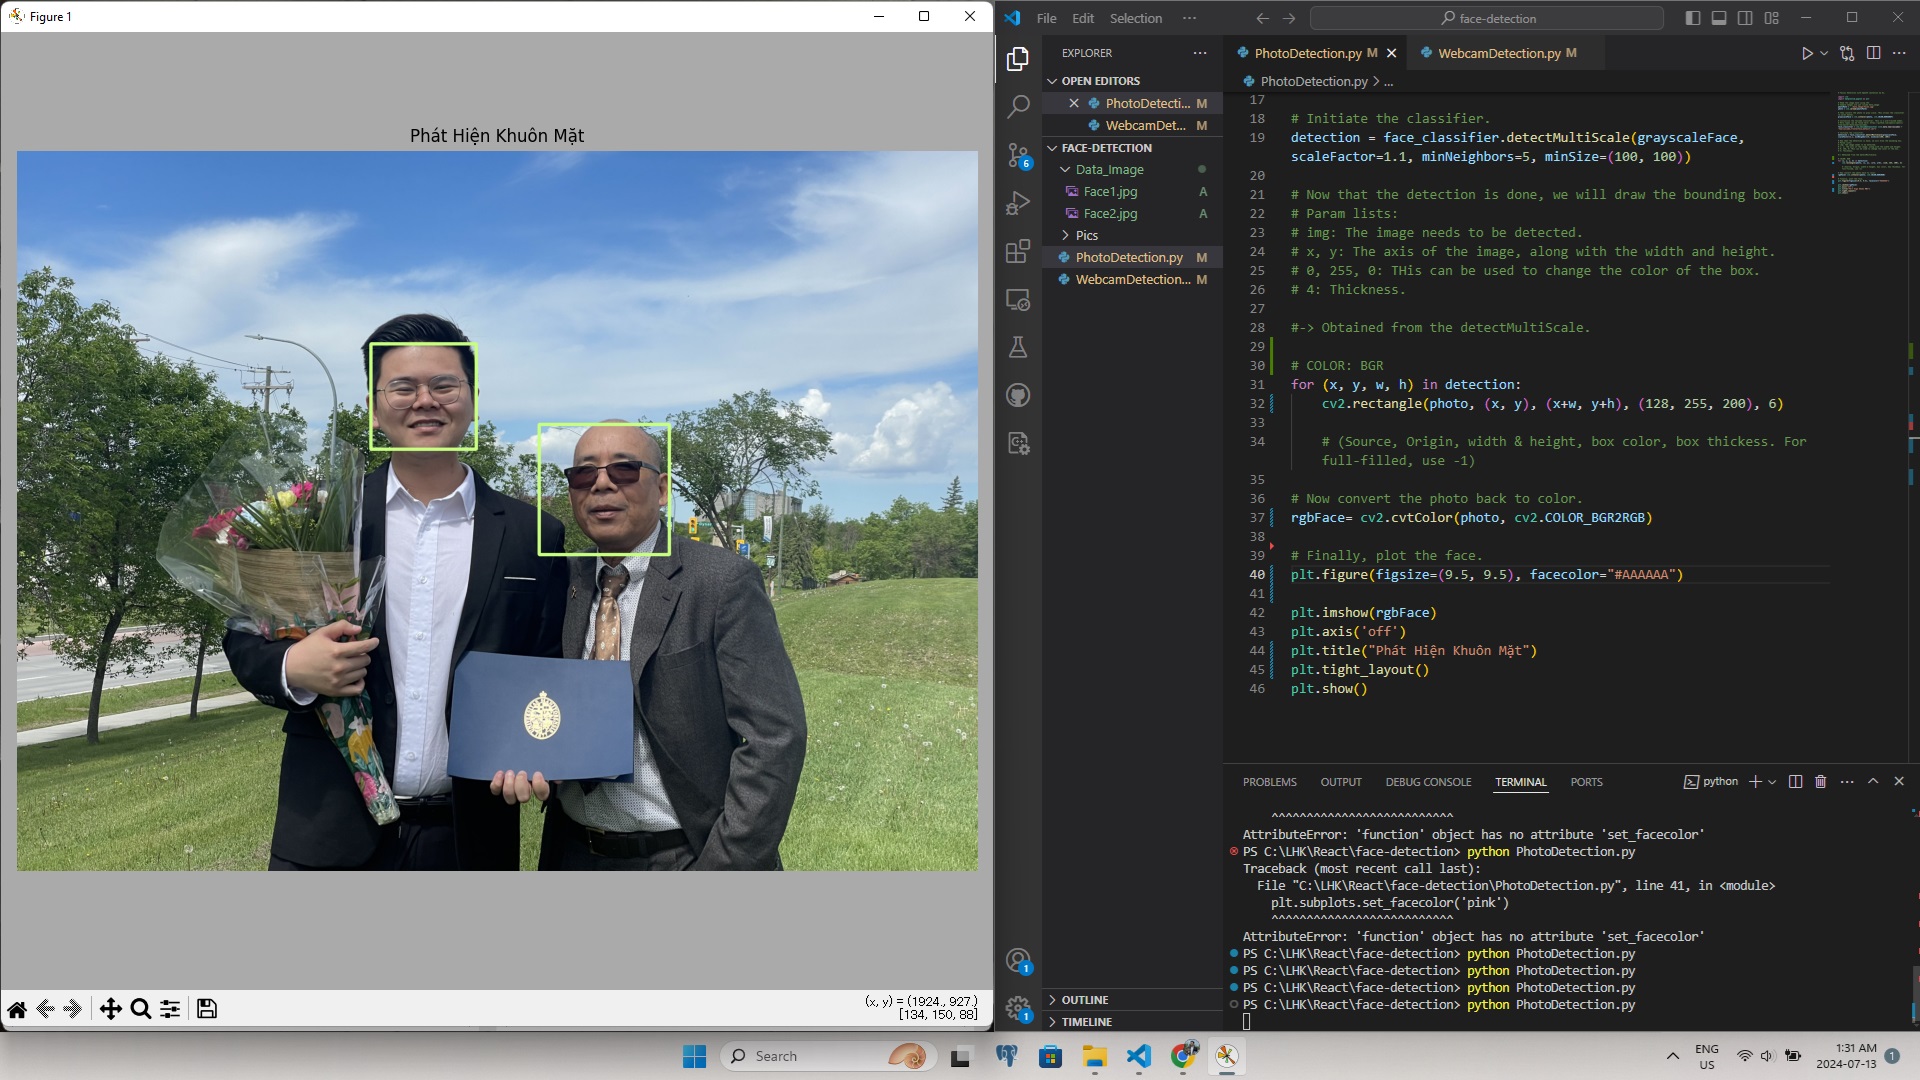 Figure 1
Phát Hiện Khuôn Mặt
(x, y) = (1924., 927.)
[134, 150, 88]
File Edit Selection ···
face-detection
EXPLORER
OPEN EDITORS
PhotoDetecti... M
WebcamDet... M
FACE-DETECTION
Data_Image
Face1.jpg A
Face2.jpg A
Pics
PhotoDetection.py M
WebcamDetection... M
OUTLINE
TIMELINE
6
1
1
PhotoDetection.py M
WebcamDetection.py M
PhotoDetection.py > ...
17
18 # Initiate the classifier.
19 detection = face_classifier.detectMultiScale(grayscaleFace,
scaleFactor=1.1, minNeighbors=5, minSize=(100, 100))
20
21 # Now that the detection is done, we will draw the bounding box.
22 # Param lists:
23 # img: The image needs to be detected.
24 # x, y: The axis of the image, along with the width and height.
25 # 0, 255, 0: THis can be used to change the color of the box.
26 # 4: Thickness.
27
28 #-> Obtained from the detectMultiScale.
29
30 # COLOR: BGR
31 for (x, y, w, h) in detection:
32 cv2.rectangle(photo, (x, y), (x+w, y+h), (128, 255, 200), 6)
33
34 # (Source, Origin, width & height, box color, box thickess. For
full-filled, use -1)
35
36 # Now convert the photo back to color.
37 rgbFace= cv2.cvtColor(photo, cv2.COLOR_BGR2RGB)
38
39 # Finally, plot the face.
40 plt.figure(figsize=(9.5, 9.5), facecolor="#AAAAAA")
41
42 plt.imshow(rgbFace)
43 plt.axis('off')
44 plt.title("Phát Hiện Khuôn Mặt")
45 plt.tight_layout()
46 plt.show()
PROBLEMS OUTPUT DEBUG CONSOLE TERMINAL PORTS
python
^^^^^^^^^^^^^^^^^^^^^^^^^^
AttributeError: 'function' object has no attribute 'set_facecolor'
PS C:\LHK\React\face-detection> python PhotoDetection.py
Traceback (most recent call last):
File "C:\LHK\React\face-detection\PhotoDetection.py", line 41, in <module>
plt.subplots.set_facecolor('pink')
^^^^^^^^^^^^^^^^^^^^^^^^^^
AttributeError: 'function' object has no attribute 'set_facecolor'
PS C:\LHK\React\face-detection> python PhotoDetection.py
PS C:\LHK\React\face-detection> python PhotoDetection.py
PS C:\LHK\React\face-detection> python PhotoDetection.py
PS C:\LHK\React\face-detection> python PhotoDetection.py
Search
ENG
US
1:31 AM
2024-07-13
1